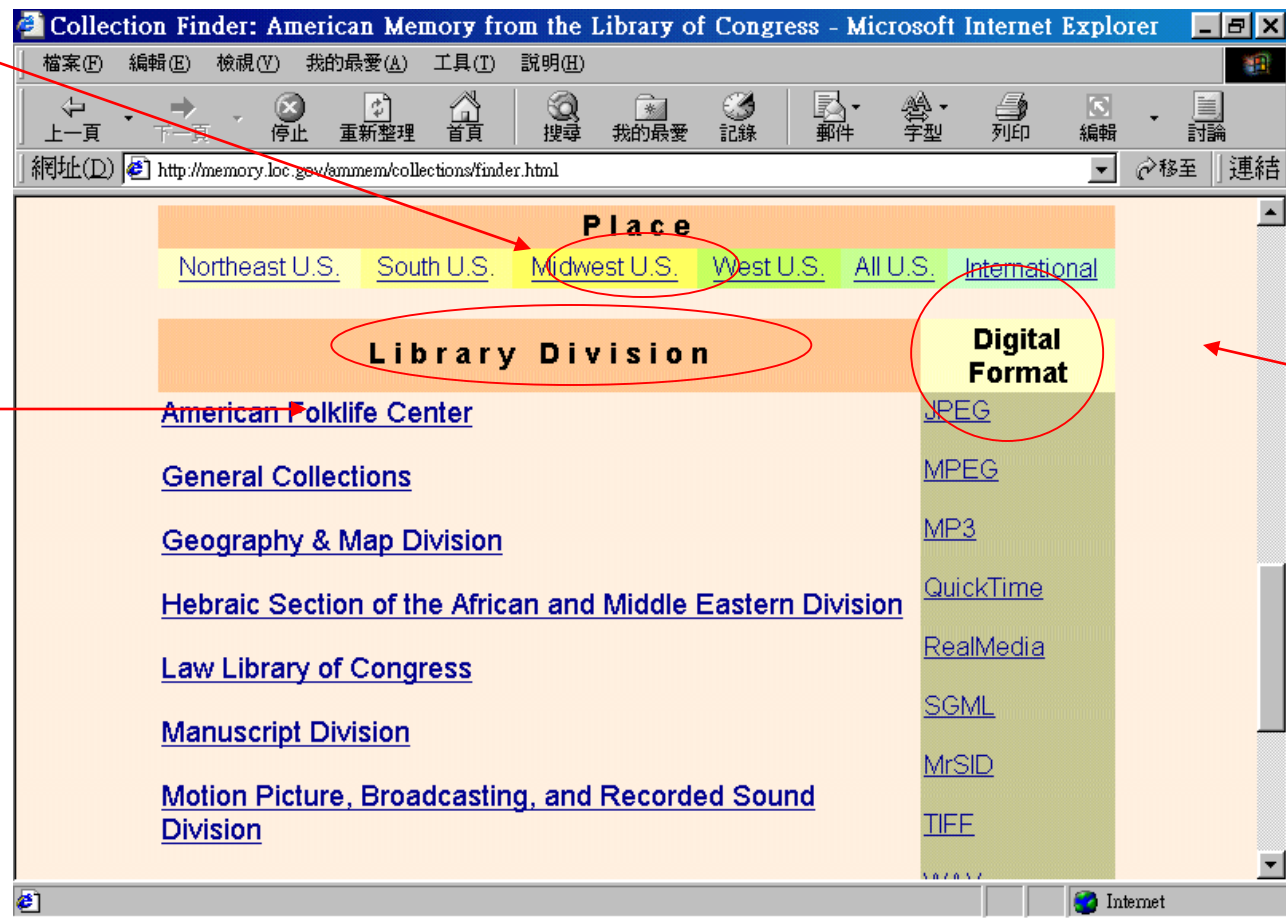 Collection Finder: American Memory from the Library of Congress - Microsoft Internet Explorer
檔案(F) 編輯(E) 檢視(V) 我的最愛(A) 工具(T) 說明(H)
上一頁 下一頁 停止 重新整理 首頁 搜尋 我的最愛 記錄 郵件 字型 列印 編輯 討論
網址(D) http://memory.loc.gov/ammem/collections/finder.html 移至 連結
Place
Northeast U.S. South U.S. Midwest U.S. West U.S. All U.S. International
Library Division
Digital
Format
American Folklife Center
General Collections
Geography & Map Division
Hebraic Section of the African and Middle Eastern Division
Law Library of Congress
Manuscript Division
Motion Picture, Broadcasting, and Recorded Sound
Division
JPEG
MPEG
MP3
QuickTime
RealMedia
SGML
MrSID
TIFF
Internet